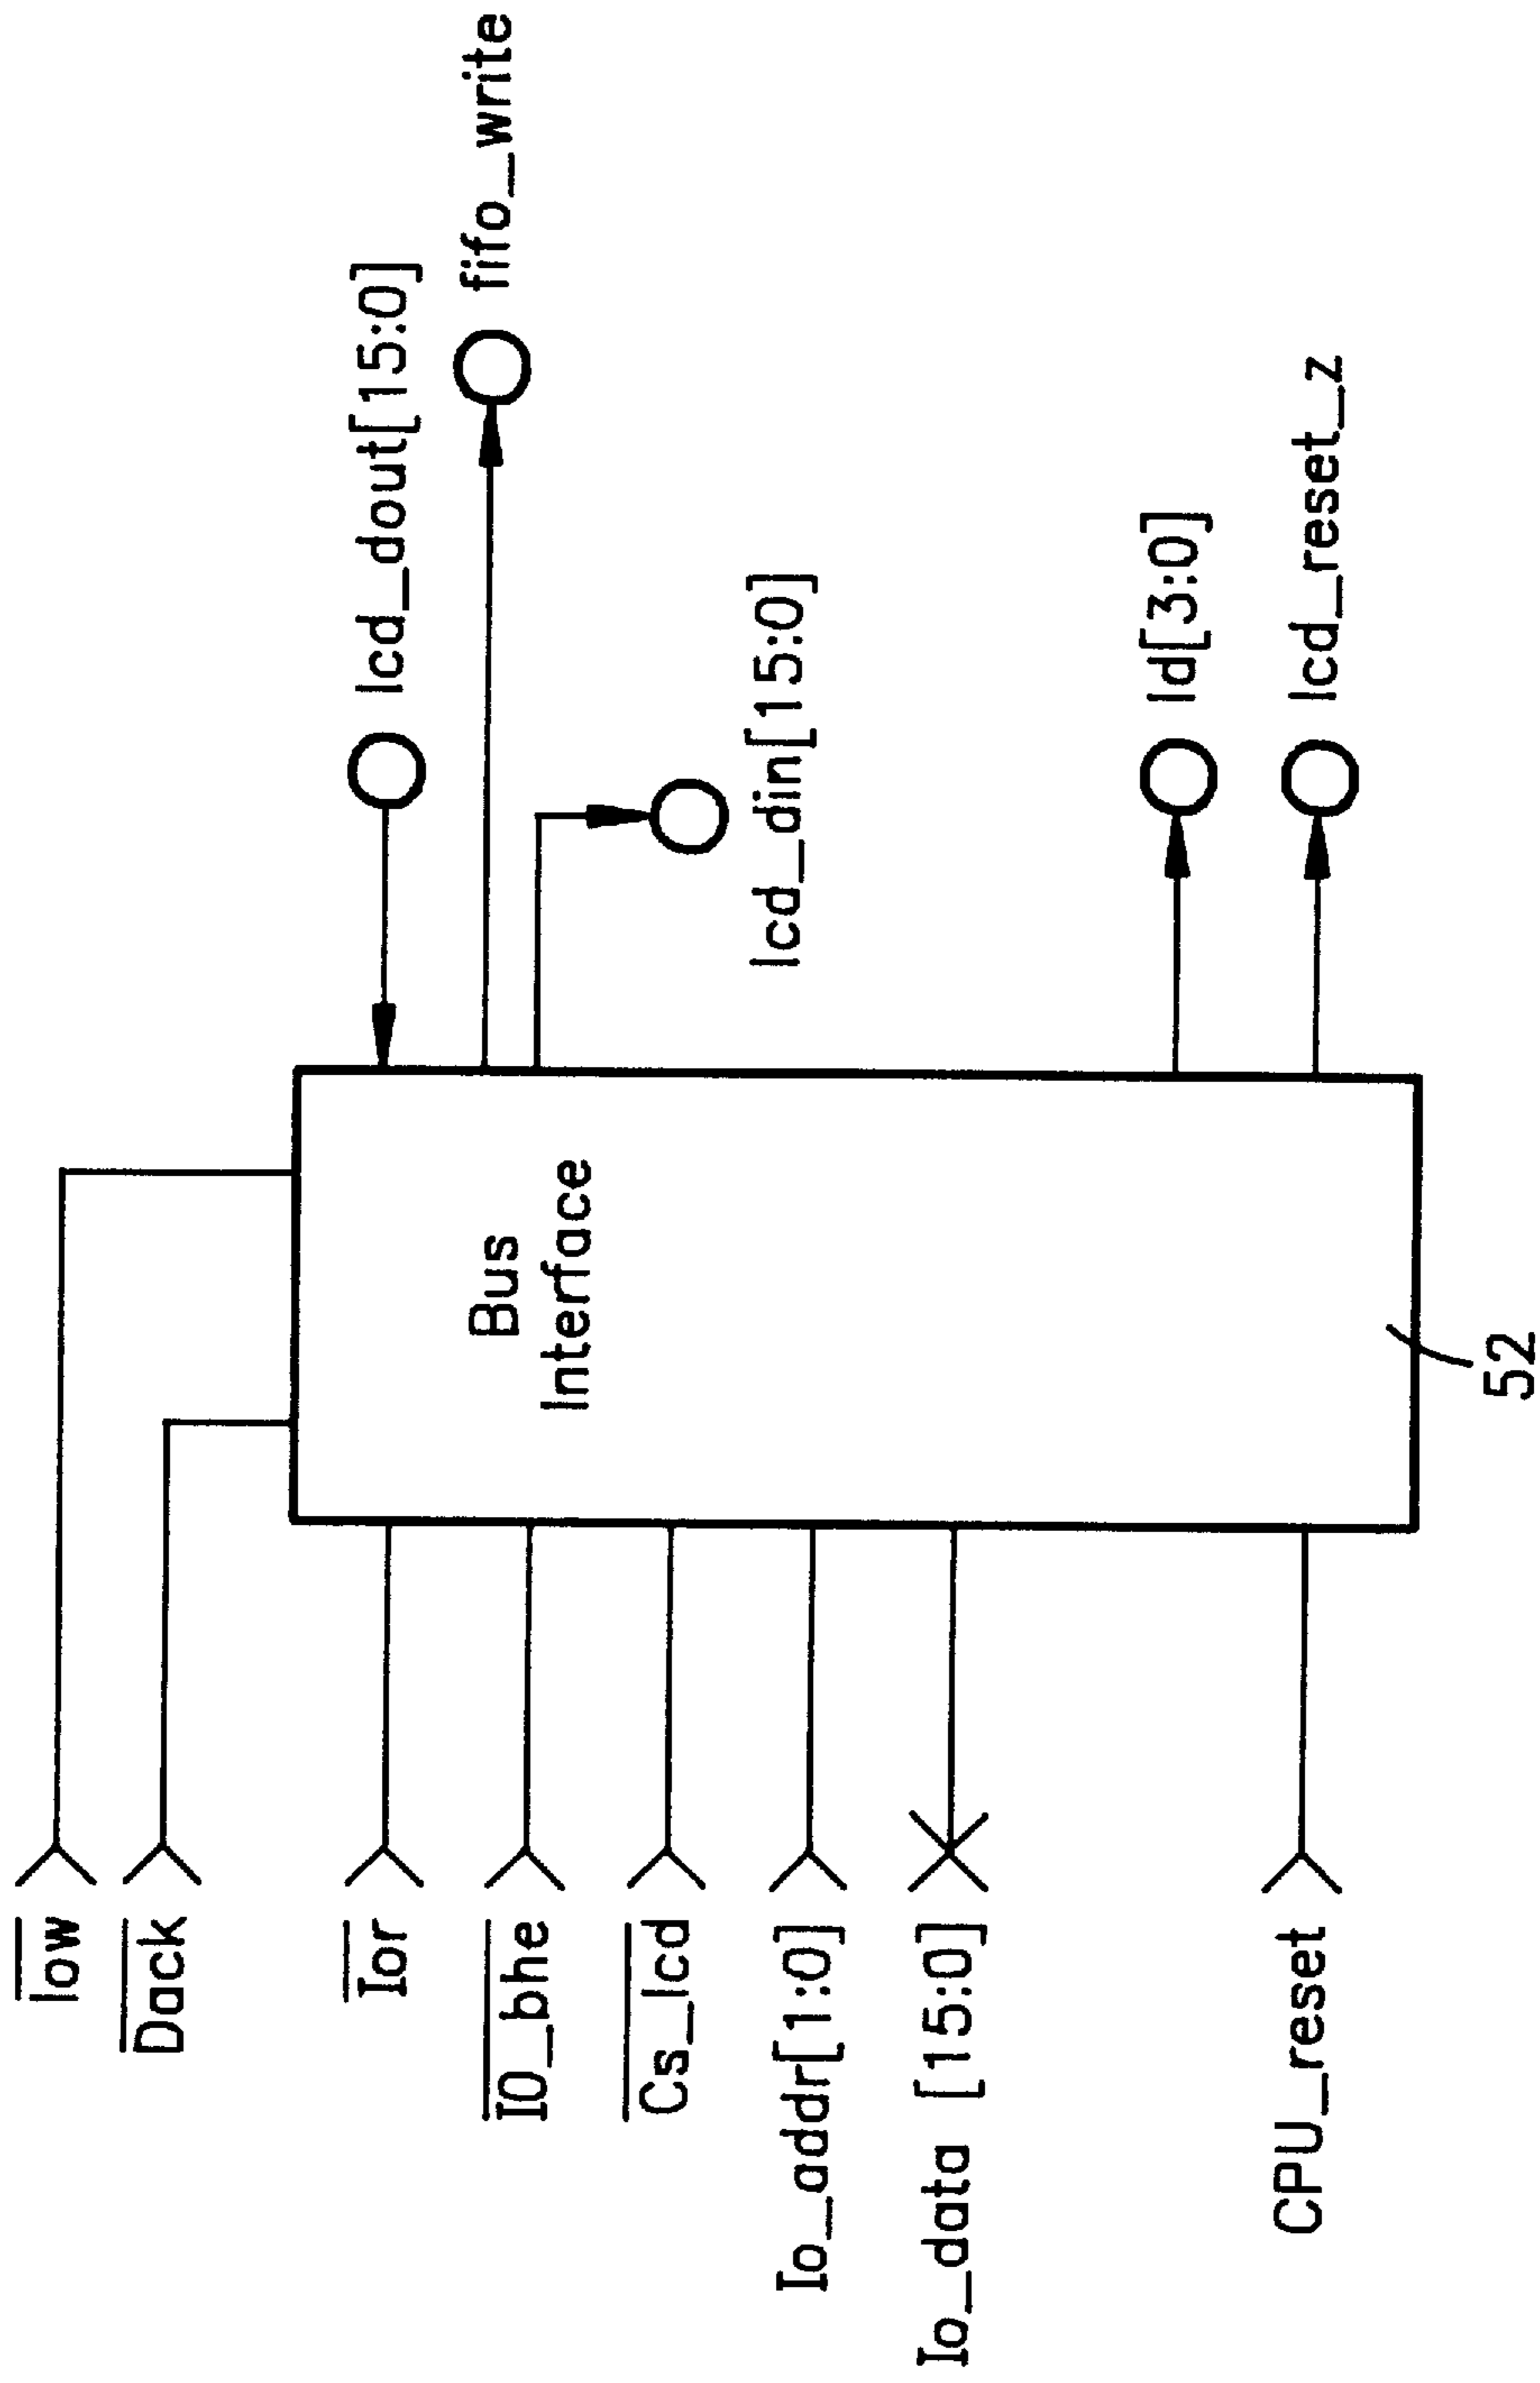 Iow
Dack
Ior
IO_bhe
Cs_lcd
Io_addr[1:0]
Io_data [15:0]
CPU_reset
Bus
Interface
52
lcd_dout[15:0]
fifo_write
lcd_din[15:0]
ld[3:0]
lcd_reset_z